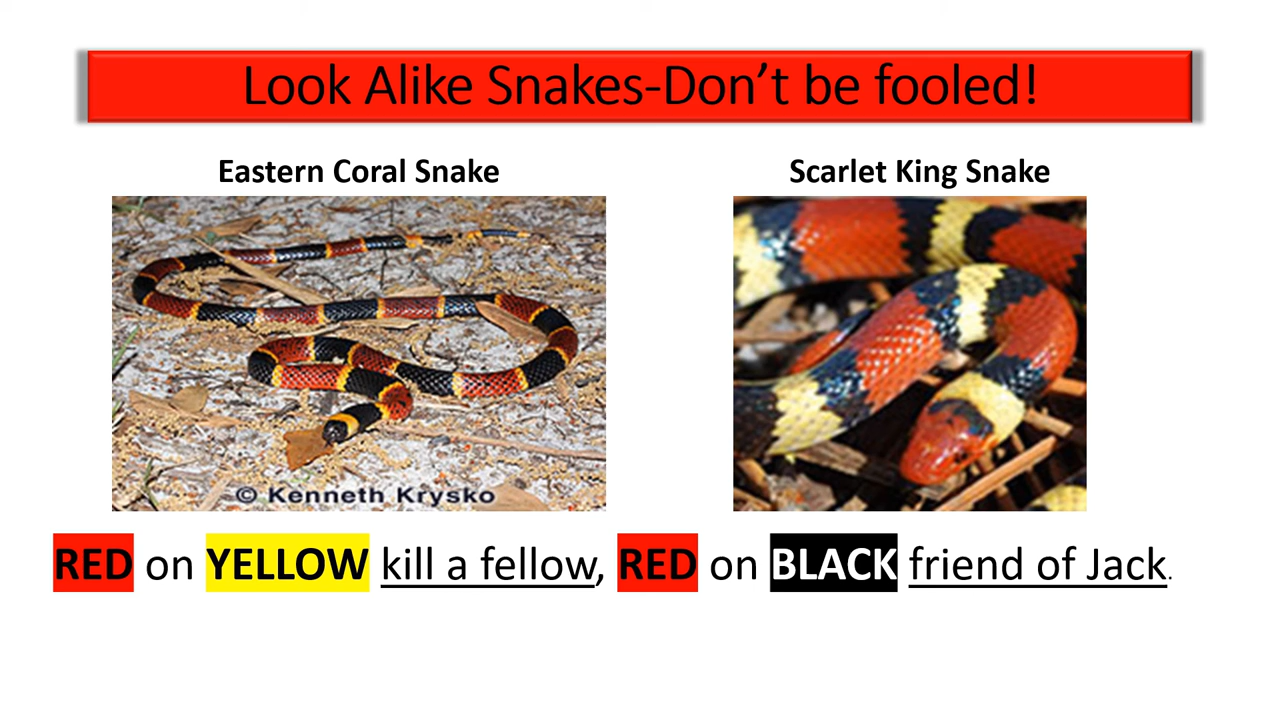 Look Alike Snakes-Don't be fooled!
Eastern Coral Snake
Scarlet King Snake
© Kenneth Krysko
RED on YELLOW kill a fellow, RED on BLACK friend of Jack.